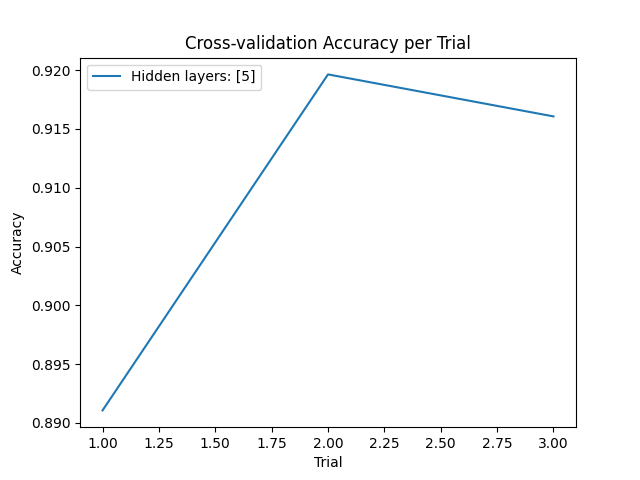 Cross-validation Accuracy per Trial
Hidden layers: [5]
Accuracy
0.920
0.915
0.910
0.905
0.900
0.895
0.890
1.00 1.25 1.50 1.75 2.00 2.25 2.50 2.75 3.00
Trial